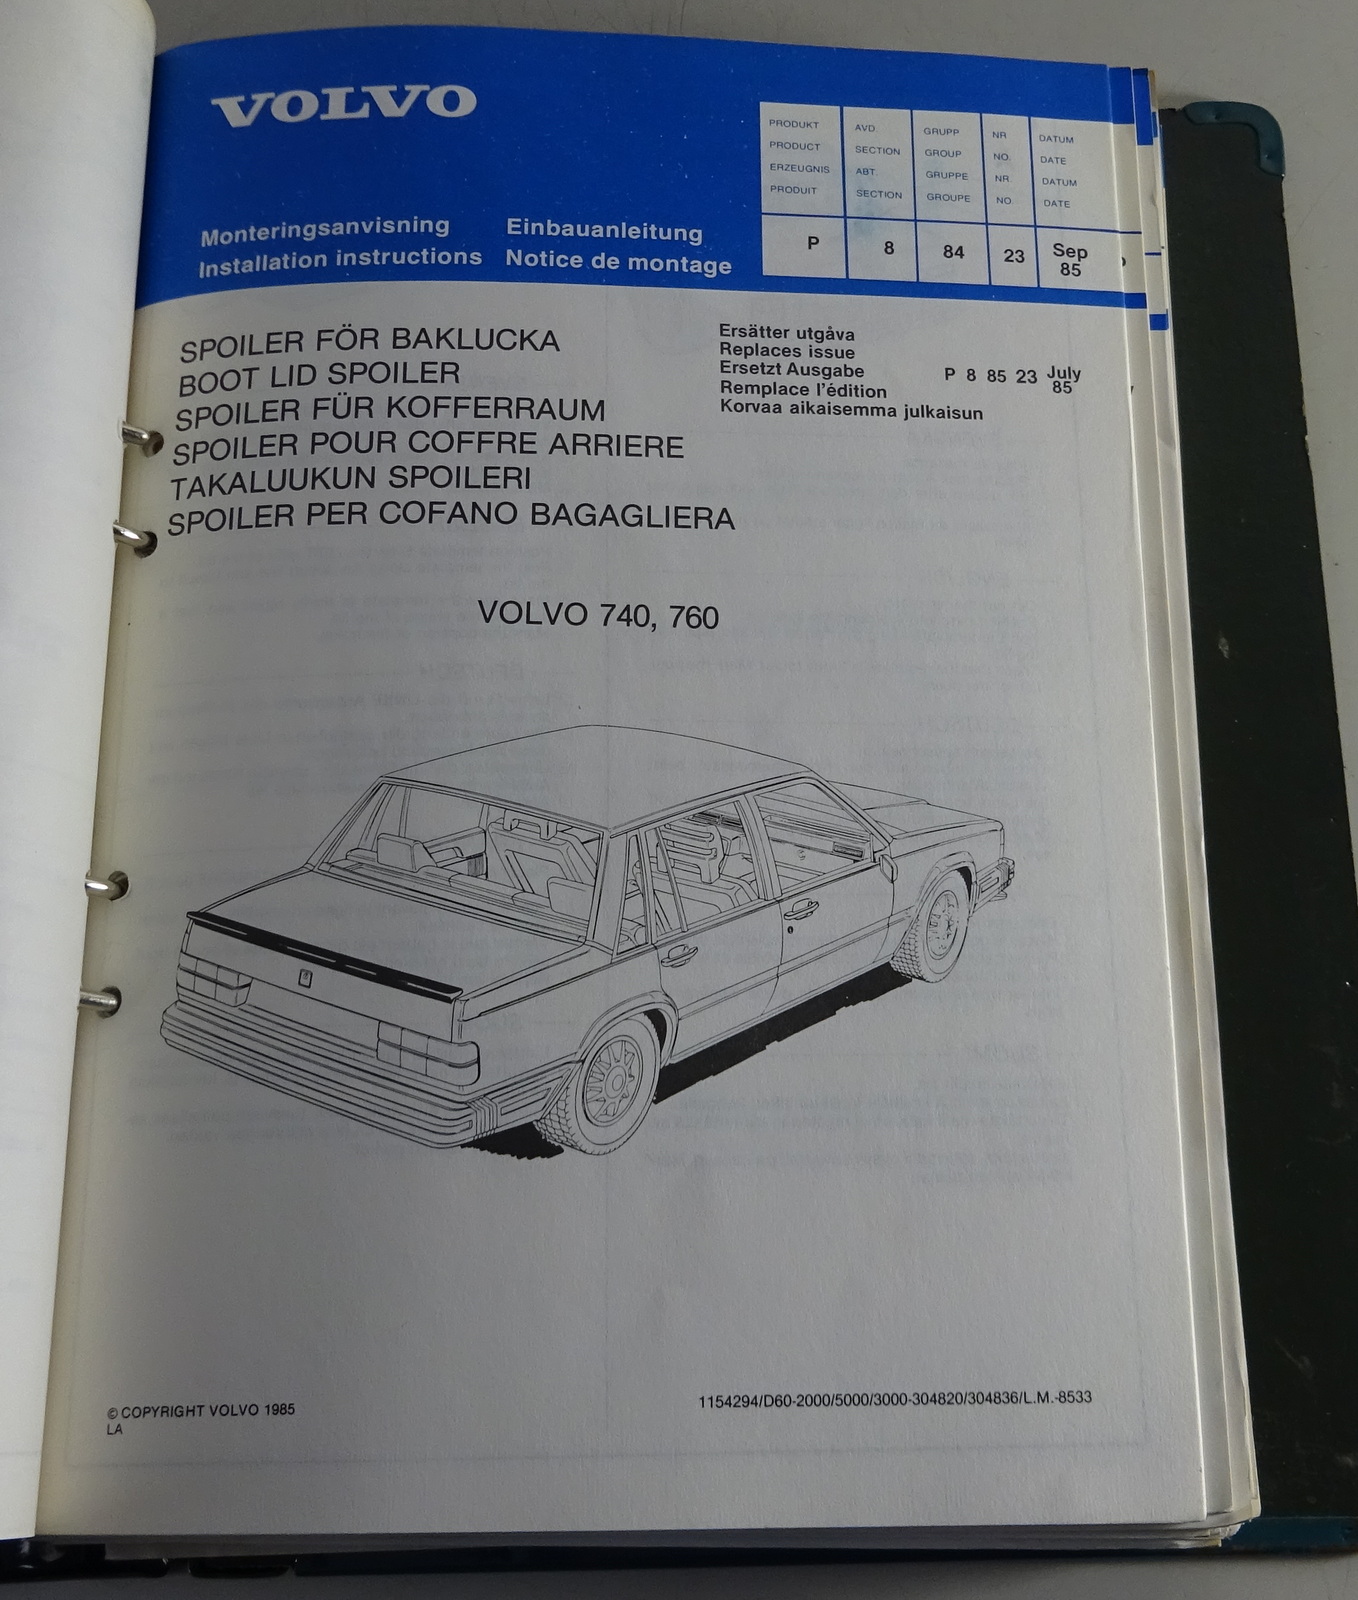 VOLVO
Monteringsanvisning Einbauanleitung
Installation instructions Notice de montage
PRODUKT AVD. GRUPP NR DATUM
PRODUCT SECTION GROUP NO. DATE
ERZEUGNIS ABT. GRUPPE NR. DATUM
PRODUIT SECTION GROUPE NO. DATE
P 8 84 23 Sep 85
SPOILER FÖR BAKLUCKA
BOOT LID SPOILER
SPOILER FÜR KOFFERRAUM
SPOILER POUR COFFRE ARRIERE
TAKALUUKUN SPOILERI
SPOILER PER COFANO BAGAGLIERA
Ersätter utgåva
Replaces issue
Ersetzt Ausgabe P 8 85 23 July 85
Remplace l'édition
Korvaa aikaisemma julkaisun
VOLVO 740, 760
© COPYRIGHT VOLVO 1985
LA
1154294/D60-2000/5000/3000-304820/304836/L.M.-8533